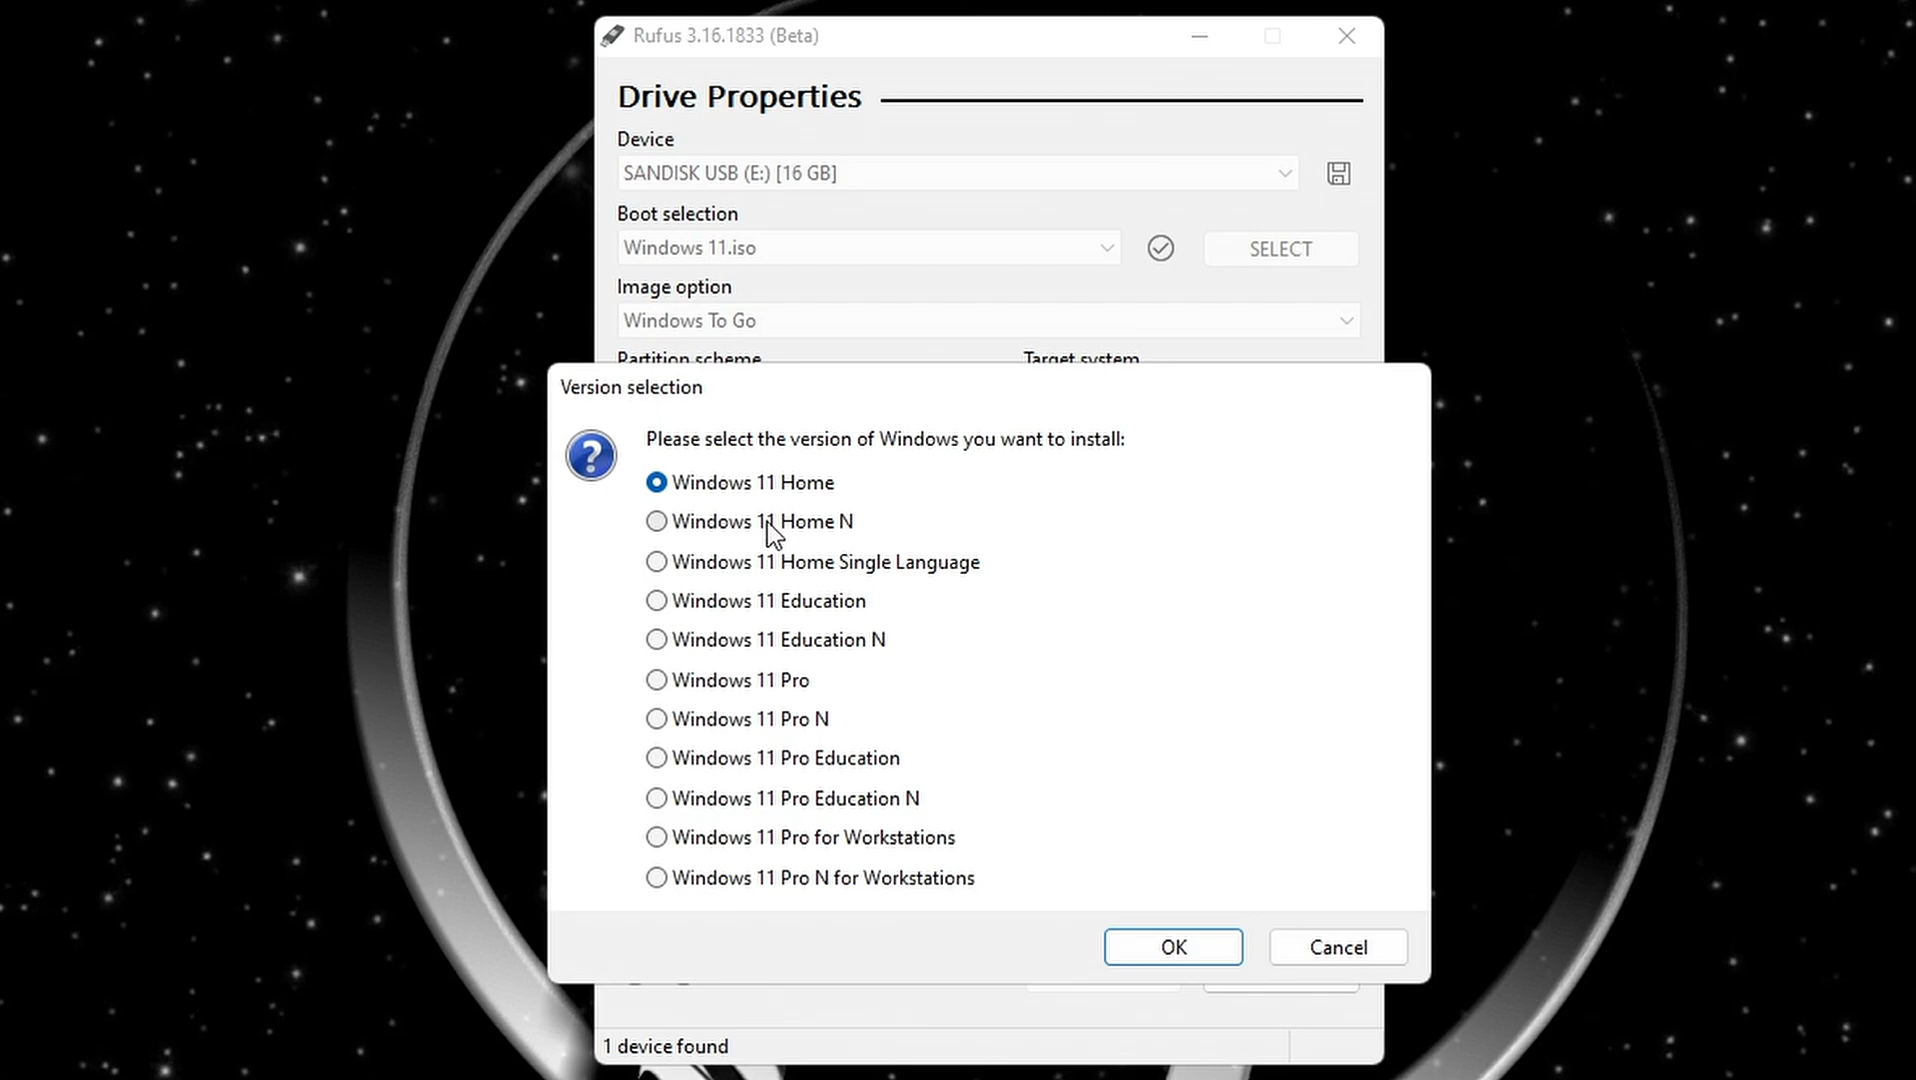 Rufus 3.16.1833 (Beta)
Drive Properties
Device
SANDISK USB (E:) [16 GB]
Boot selection
Windows 11.iso
SELECT
Image option
Windows To Go
Partition scheme
Target system
Version selection
Please select the version of Windows you want to install:
Windows 11 Home
Windows 11 Home N
Windows 11 Home Single Language
Windows 11 Education
Windows 11 Education N
Windows 11 Pro
Windows 11 Pro N
Windows 11 Pro Education
Windows 11 Pro Education N
Windows 11 Pro for Workstations
Windows 11 Pro N for Workstations
OK
Cancel
1 device found